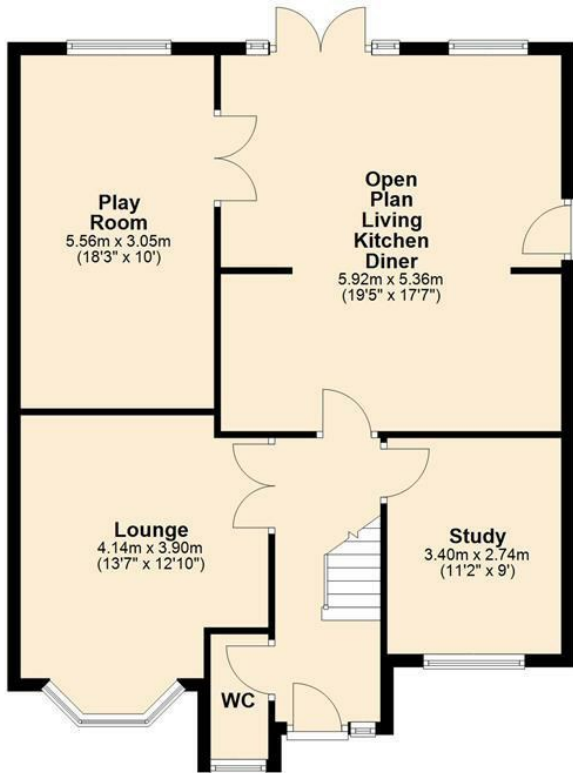 Play
Room
5.56m x 3.05m
(18'3" x 10')
Open
Plan
Living
Kitchen
Diner
5.92m x 5.36m
(19'5" x 17'7")
Lounge
4.14m x 3.90m
(13'7" x 12'10")
Study
3.40m x 2.74m
(11'2" x 9')
WC